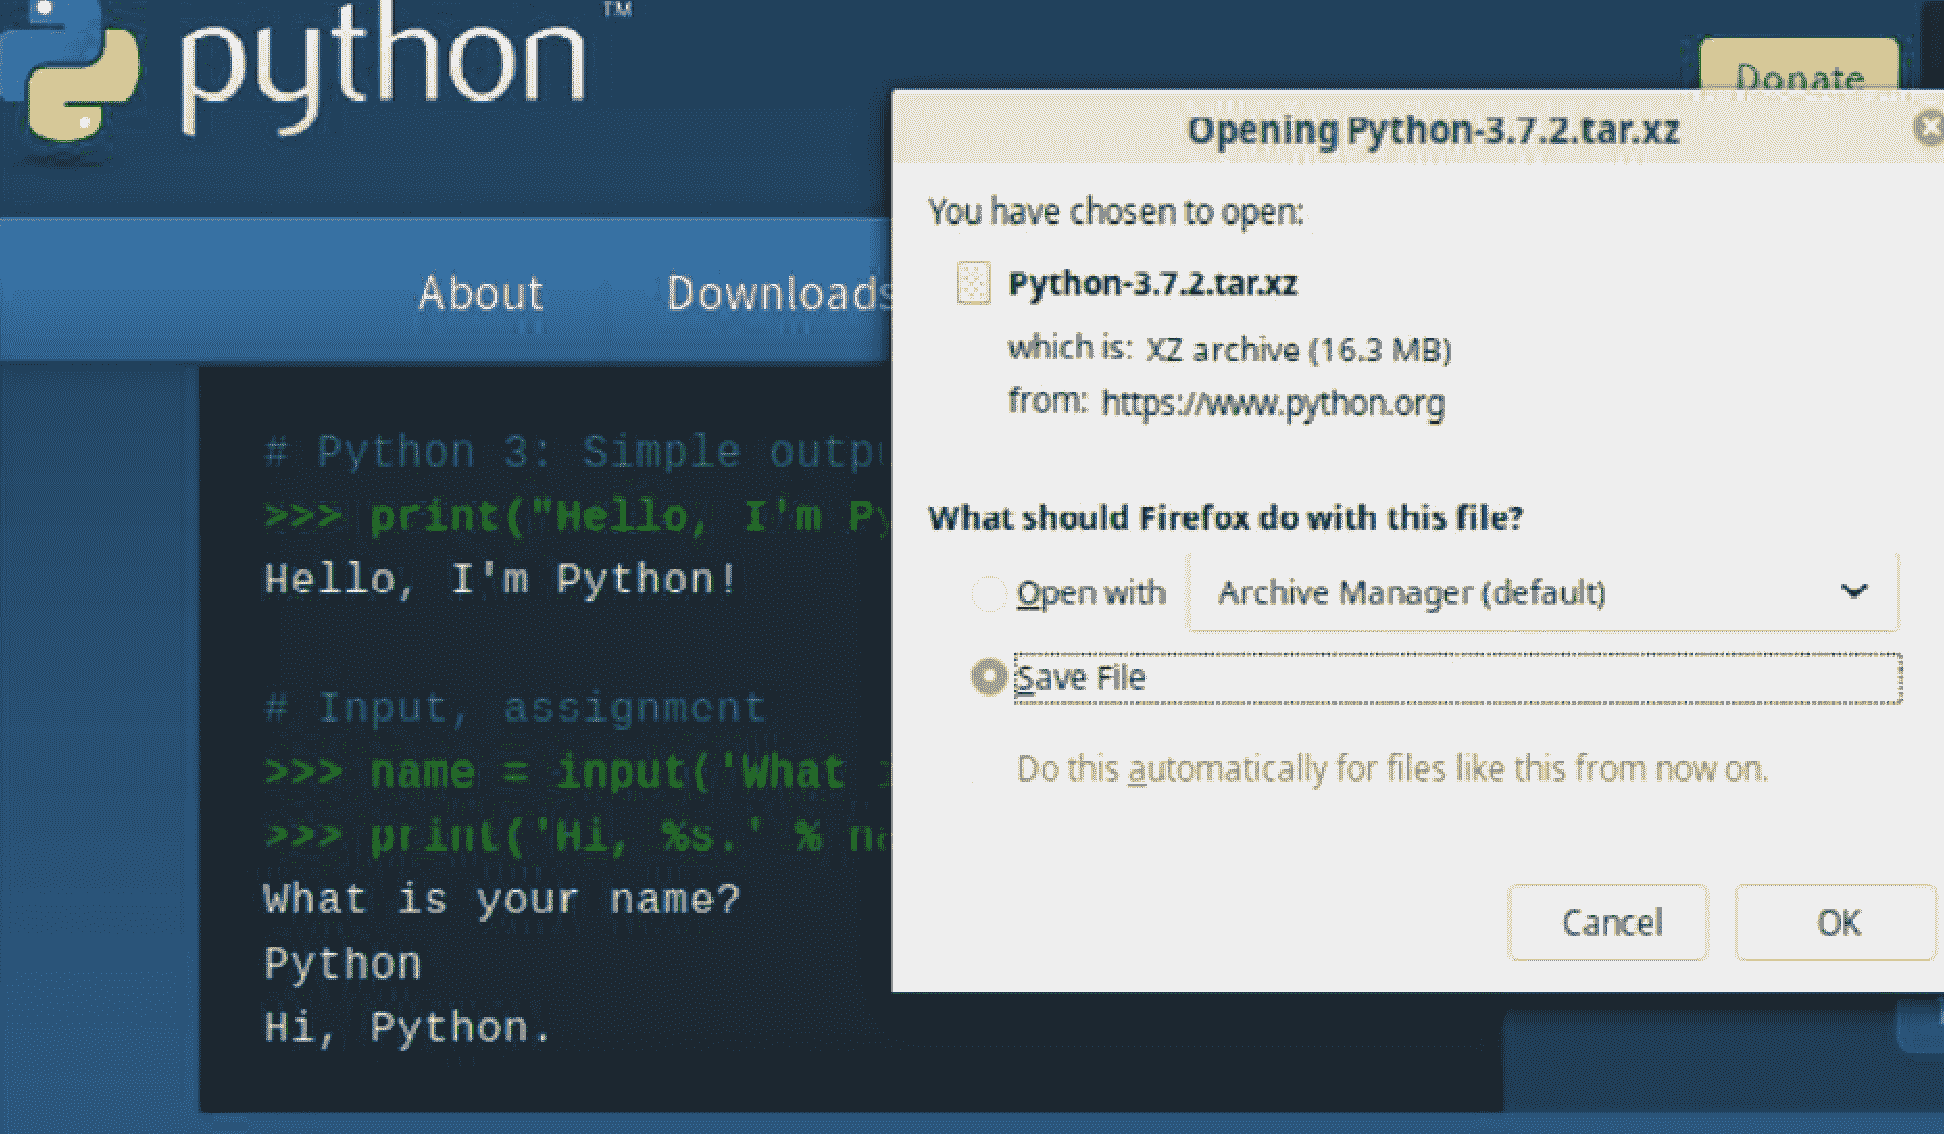 python™
Donate
About Downloads
# Python 3: Simple outp
>>> print("Hello, I'm Py
Hello, I'm Python!
# Input, assignment
>>> name = input('What
>>> print('Hi, %s.' % na
What is your name?
Python
Hi, Python.
Opening Python-3.7.2.tar.xz
You have chosen to open:
Python-3.7.2.tar.xz
which is: XZ archive (16.3 MB)
from: https://www.python.org
What should Firefox do with this file?
Open with Archive Manager (default)
Save File
Do this automatically for files like this from now on.
Cancel OK